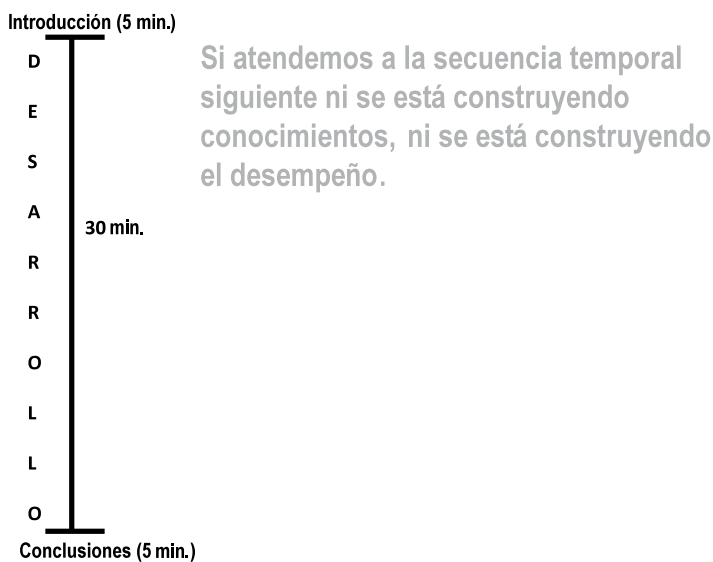 Introducción (5 min.)
Si atendemos a la secuencia temporal
siguiente ni se está construyendo
conocimientos, ni se está construyendo
el desempeño.
D
E
S
A
R
R
O
L
L
O
30 min.
Conclusiones (5 min.)